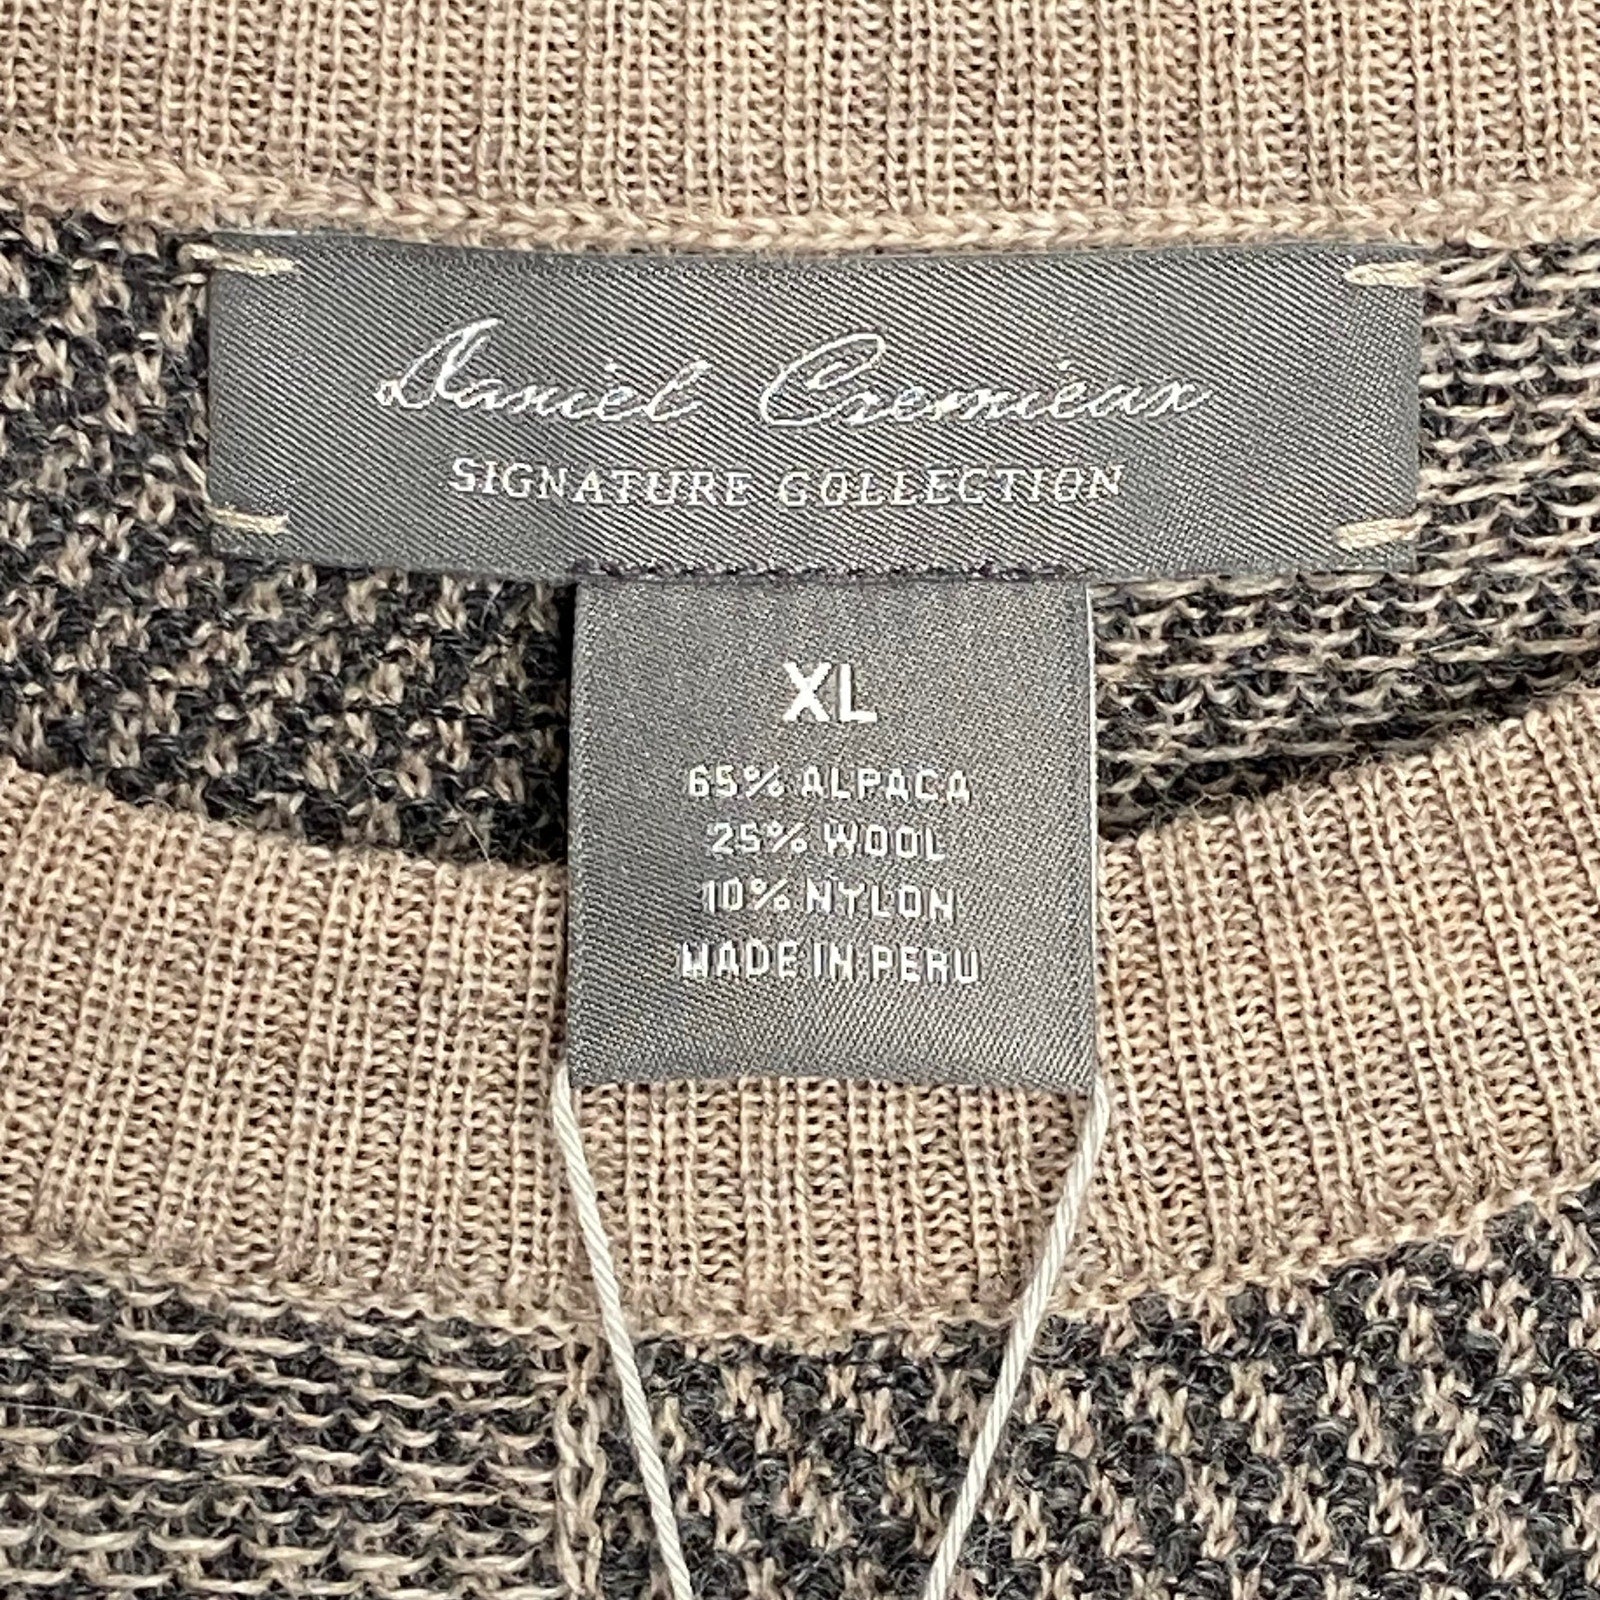 Daniel Cremieux
SIGNATURE COLLECTION
XL
65% ALPACA
25% WOOL
10% NYLON
MADE IN PERU